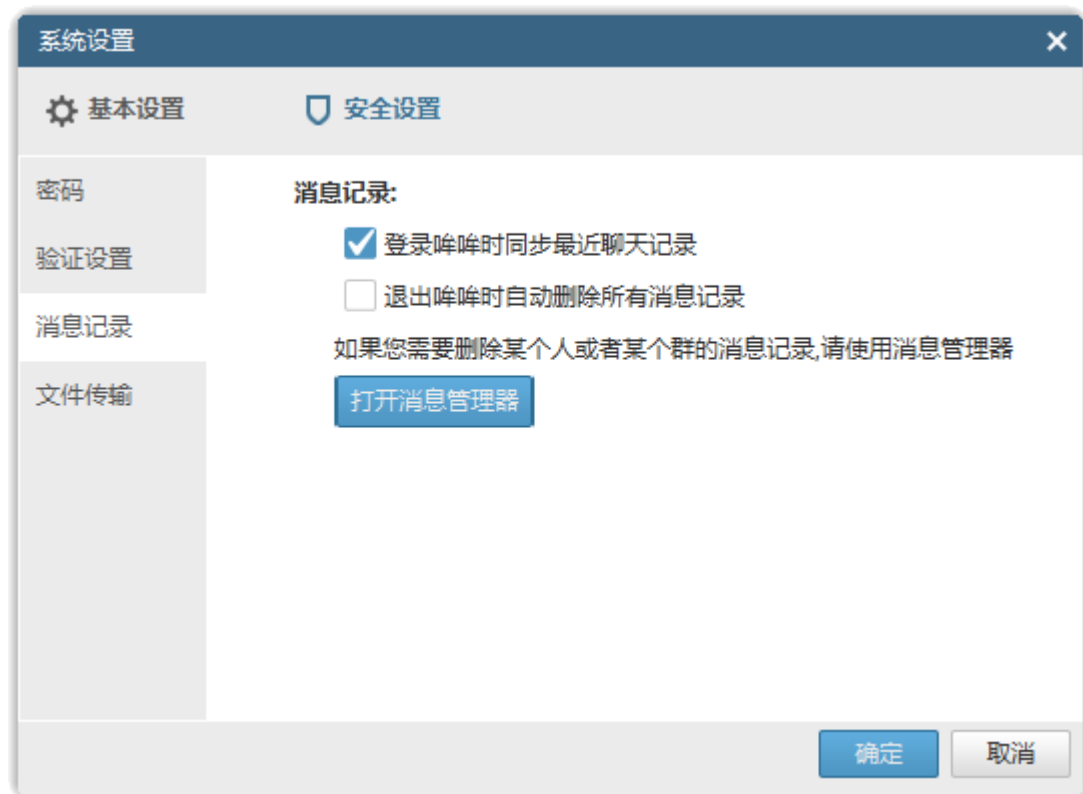 系统设置
基本设置 安全设置
密码
验证设置
消息记录
文件传输
消息记录:
登录哞哞时同步最近聊天记录
退出哞哞时自动删除所有消息记录
如果您需要删除某个人或者某个群的消息记录,请使用消息管理器
打开消息管理器
确定 取消